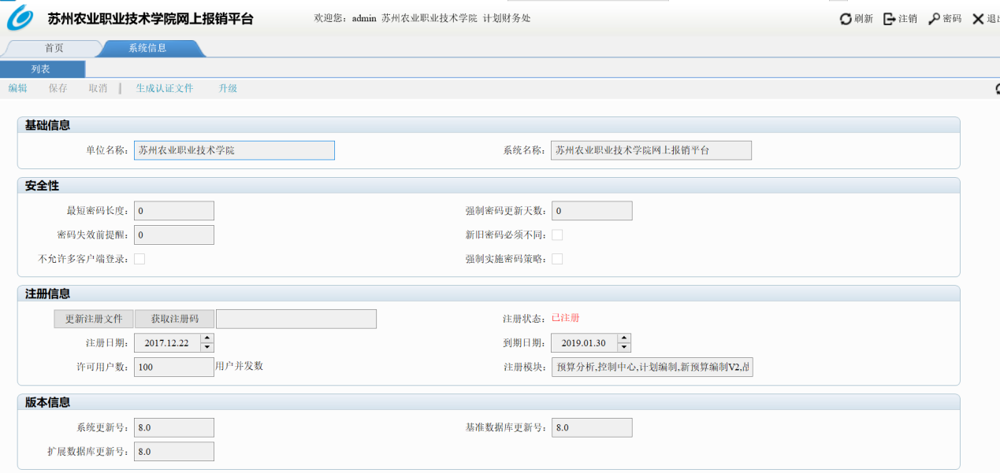 苏州农业职业技术学院网上报销平台 欢迎您：admin 苏州农业职业技术学院 计划财务处 刷新 注销 密码 退出
首页 系统信息
列表
编辑 保存 取消 生成认证文件 升级
基础信息
单位名称： 苏州农业职业技术学院 系统名称： 苏州农业职业技术学院网上报销平台
安全性
最短密码长度： 0 强制密码更新天数： 0
密码失效前提醒： 0 新旧密码必须不同：
不允许多客户端登录： 强制实施密码策略：
注册信息
更新注册文件 获取注册码 注册状态： 已注册
注册日期： 2017.12.22 到期日期： 2019.01.30
许可用户数： 100 用户并发数 注册模块： 预算分析,控制中心,计划编制,新预算编制V2,
版本信息
系统更新号： 8.0 基准数据库更新号： 8.0
扩展数据库更新号： 8.0